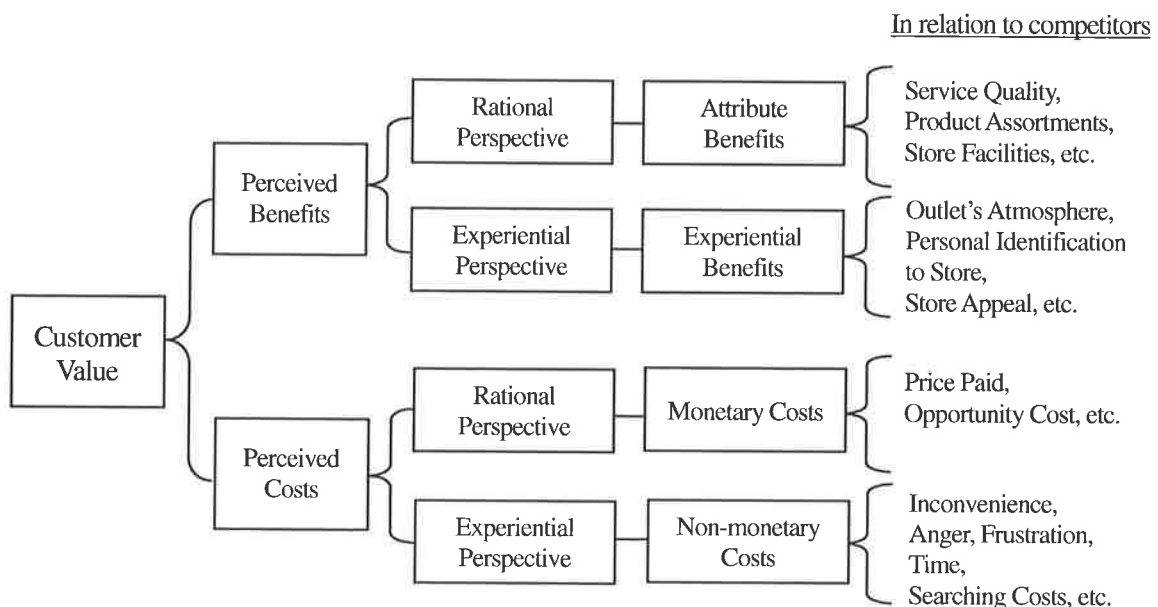 In relation to competitors
Rational
Perspective
Attribute
Benefits
Service Quality,
Product Assortments,
Store Facilities, etc.
Perceived
Benefits
Experiential
Perspective
Experiential
Benefits
Outlet's Atmosphere,
Personal Identification
to Store,
Store Appeal, etc.
Customer
Value
Rational
Perspective
Monetary Costs
Price Paid,
Opportunity Cost, etc.
Perceived
Costs
Experiential
Perspective
Non-monetary
Costs
Inconvenience,
Anger, Frustration,
Time,
Searching Costs, etc.